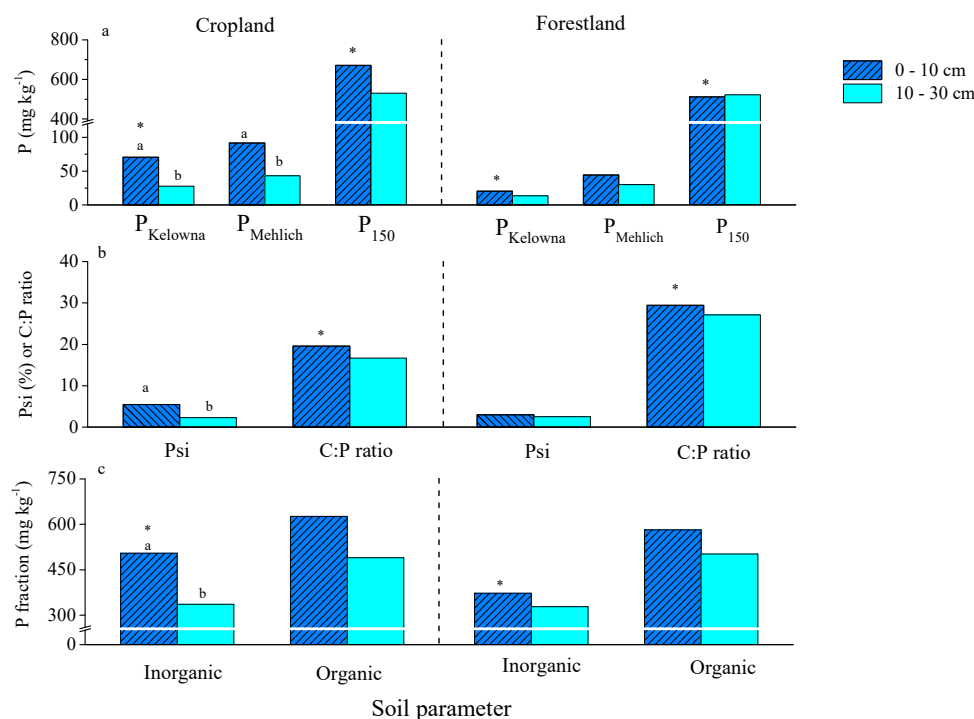 a
Cropland
Forestland
0 - 10 cm
10 - 30 cm
P (mg kg-1)
800
600
400
100
50
0
*
a
b
a
b
*
*
*
PKelowna
PMehlich
P150
PKelowna
PMehlich
P150
b
Psi (%) or C:P ratio
40
30
20
10
0
a
b
*
*
Psi
C:P ratio
Psi
C:P ratio
c
P fraction (mg kg-1)
750
600
450
300
0
*
a
b
*
Inorganic
Organic
Inorganic
Organic
Soil parameter